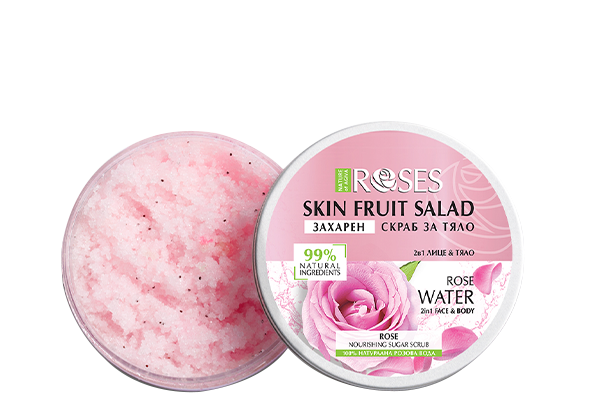 NATURE
of AGIVA
ROSES
SKIN FRUIT SALAD
ЗАХАРЕН СКРАБ ЗА ТЯЛО
2в1 ЛИЦЕ & ТЯЛО
99%
NATURAL
INGREDIENTS
ROSE
WATER
2in1 FACE & BODY
ROSE
NOURISHING SUGAR SCRUB
100% НАТУРАЛНА РОЗОВА ВОДА